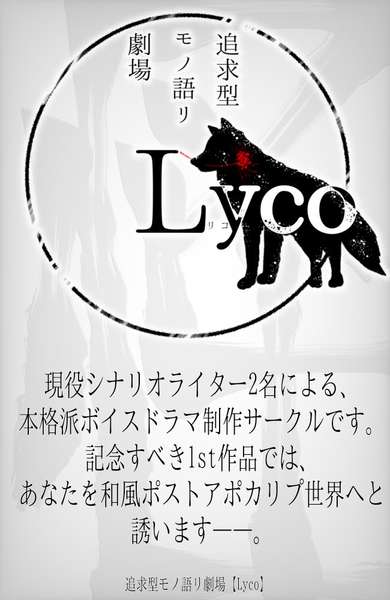 追求型
モノ語リ
劇場
Lyco
リコ
現役シナリオライター2名による、
本格派ボイスドラマ制作サークルです。
記念すべき1st作品では、
あなたを和風ポストアポカリプ世界へと
誘います――。
追求型モノ語リ劇場【Lyco】